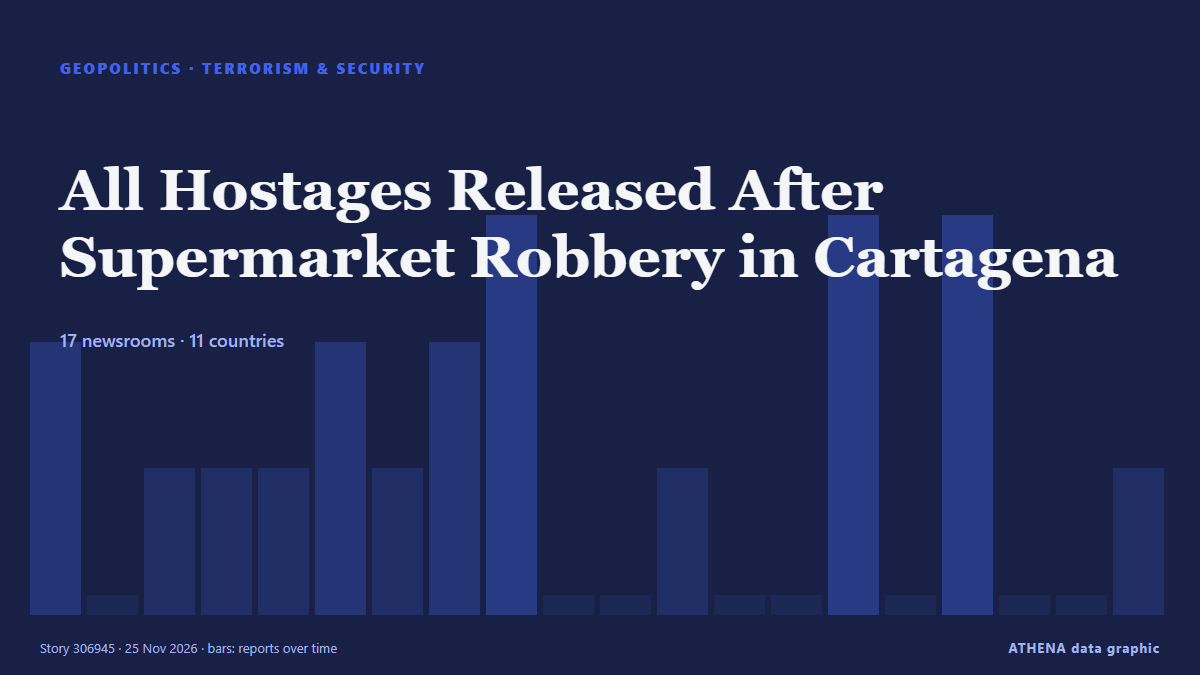 GEOPOLITICS · TERRORISM & SECURITY
All Hostages Released After
Supermarket Robbery in Cartagena
17 newsrooms · 11 countries
Story 306945 · 25 Nov 2026 · bars: reports over time
ATHENA data graphic